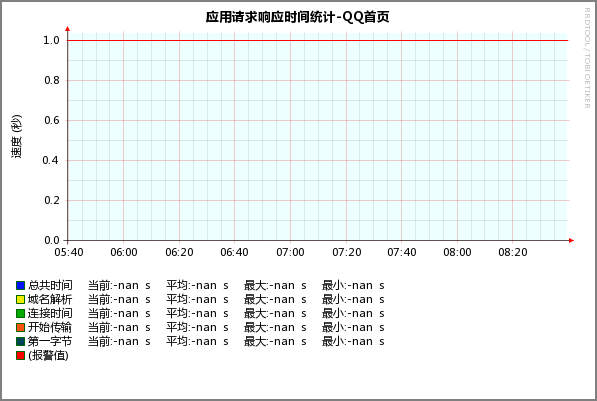 应用请求响应时间统计-QQ首页
RRDTOOL / TOBI OETIKER
速度 (秒)
1.0
0.8
0.6
0.4
0.2
0.0
05:40 06:00 06:20 06:40 07:00 07:20 07:40 08:00 08:20
总共时间 当前:-nan s 平均:-nan s 最大:-nan s 最小:-nan s
域名解析 当前:-nan s 平均:-nan s 最大:-nan s 最小:-nan s
连接时间 当前:-nan s 平均:-nan s 最大:-nan s 最小:-nan s
开始传输 当前:-nan s 平均:-nan s 最大:-nan s 最小:-nan s
第一字节 当前:-nan s 平均:-nan s 最大:-nan s 最小:-nan s
(报警值)